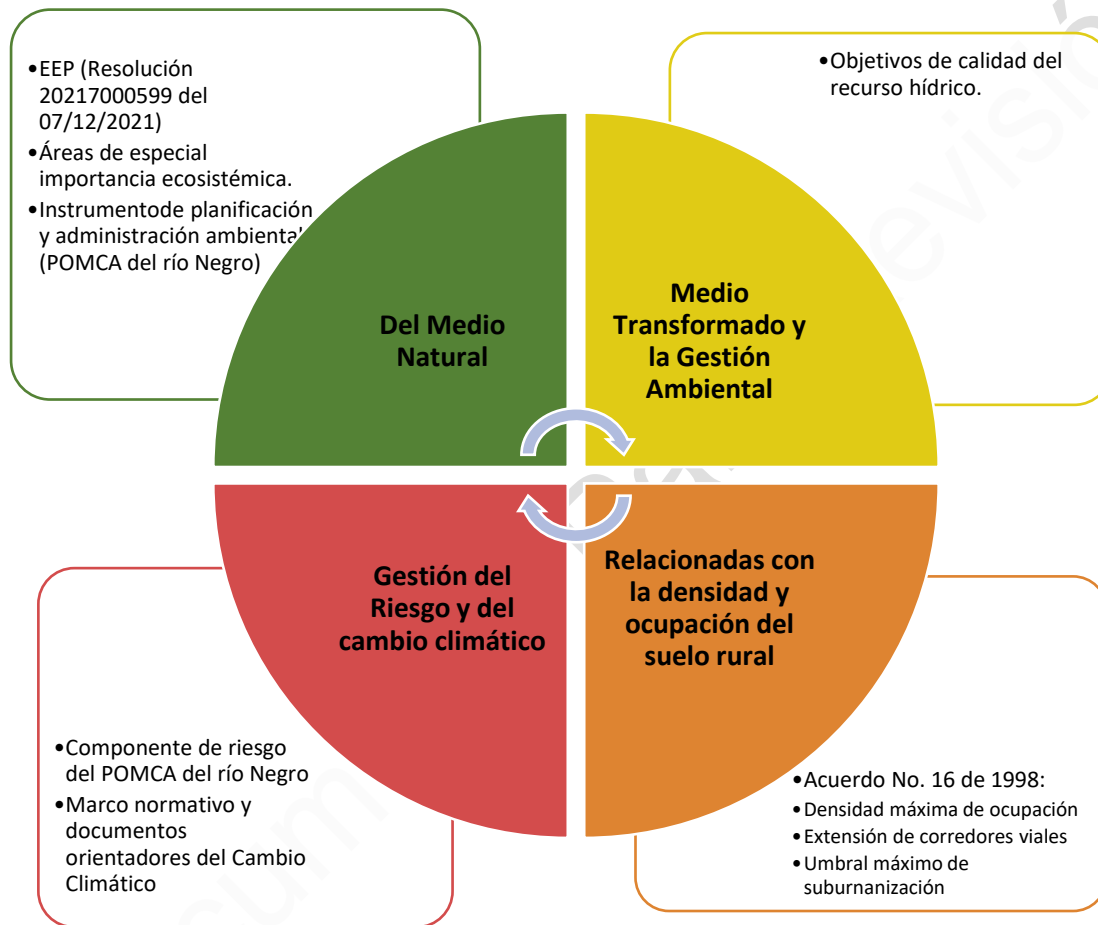 •EEP (Resolución
20217000599 del
07/12/2021)
•Áreas de especial
importancia ecosistémica.
•Instrumentode planificación
y administración ambiental
(POMCA del río Negro)
•Objetivos de calidad del
recurso hídrico.
Del Medio
Natural
Medio
Transformado y
la Gestión
Ambiental
Gestión del
Riesgo y del
cambio climático
Relacionadas con
la densidad y
ocupación del
suelo rural
•Componente de riesgo
del POMCA del río Negro
•Marco normativo y
documentos
orientadores del Cambio
Climático
•Acuerdo No. 16 de 1998:
•Densidad máxima de ocupación
•Extensión de corredores viales
•Umbral máximo de
suburnanización